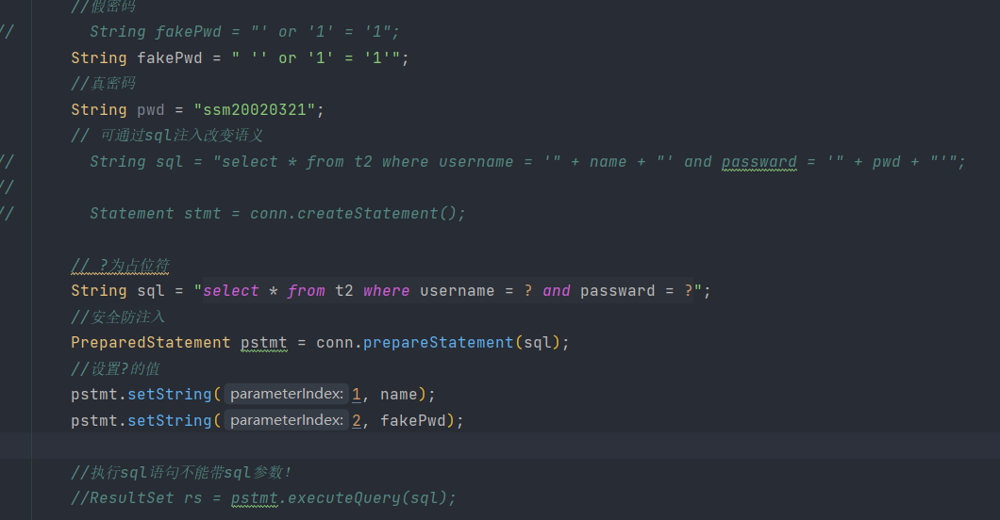 //假密码
//        String fakePwd = "' or '1' = '1";
String fakePwd = " '' or '1' = '1'";
//真密码
String pwd = "ssm20020321";
// 可通过sql注入改变语义
//        String sql = "select * from t2 where username = '" + name + "' and passward = '" + pwd + "'";
//
//        Statement stmt = conn.createStatement();
// ?为占位符
String sql = "select * from t2 where username = ? and passward = ?";
//安全防注入
PreparedStatement pstmt = conn.prepareStatement(sql);
//设置?的值
pstmt.setString( parameterIndex: 1, name);
pstmt.setString( parameterIndex: 2, fakePwd);
//执行sql语句不能带sql参数!
//ResultSet rs = pstmt.executeQuery(sql);